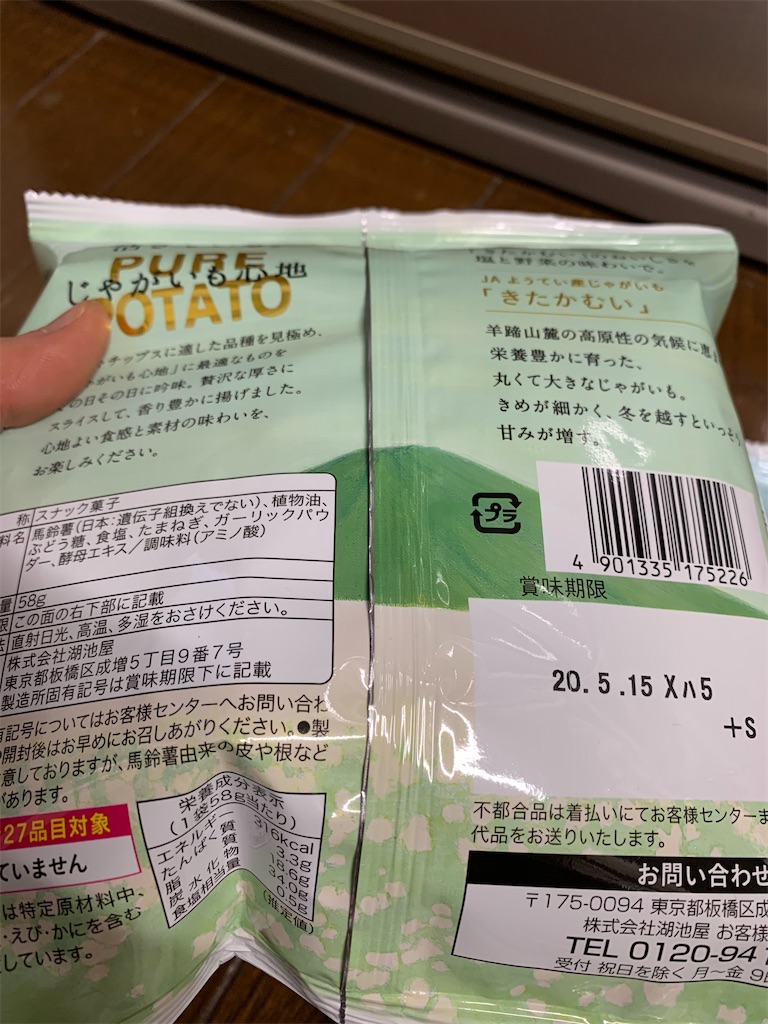 PURE
POTATO
じゃがいも心地
チップスに適した品種を見極め、
がいも心地」に最適なものを
の日その日に吟味。贅沢な厚さに
スライスして、香り豊かに揚げました。
心地よい食感と素材の味わいを、
お楽しみください。
称 スナック菓子
料名 馬鈴薯(日本:遺伝子組換えでない)、植物油、
ぶどう糖、食塩、たまねぎ、ガーリックパウ
ダー、酵母エキス/調味料(アミノ酸)
量 58g
限 この面の右下部に記載
直射日光、高温、多湿をおさけください。
株式会社湖池屋
東京都板橋区成増5丁目9番7号
製造所固有記号は賞味期限下に記載
有記号についてはお客様センターへお問い合わ
開封後はお早めにお召しあがりください。●製
意しておりますが、馬鈴薯由来の皮や根など
があります。
27品目対象
ていません
は特定原材料中、
・えび・かにを含む
しています。
栄養成分表示
(1袋58g当たり)
エネルギー 316kcal
たんぱく質 3.3g
脂質 18.6g
炭水化物
食塩相当量 0.5g
(推定値)
塩と野菜の味わいで。
JAようてい産じゃがいも
「きたかむい」
羊蹄山麓の高原性の気候に恵
栄養豊かに育った、
丸くて大きなじゃがいも。
きめが細かく、冬を越すといっそ
甘みが増す。
プラ
4 901335 175226
賞味期限
20.5.15 Xハ5
+S
不都合品は着払いにてお客様センターま
代品をお送りいたします。
お問い合わせ
〒175-0094 東京都板橋区成
株式会社湖池屋 お客様
TEL 0120-941
受付 祝日を除く 月~金 9